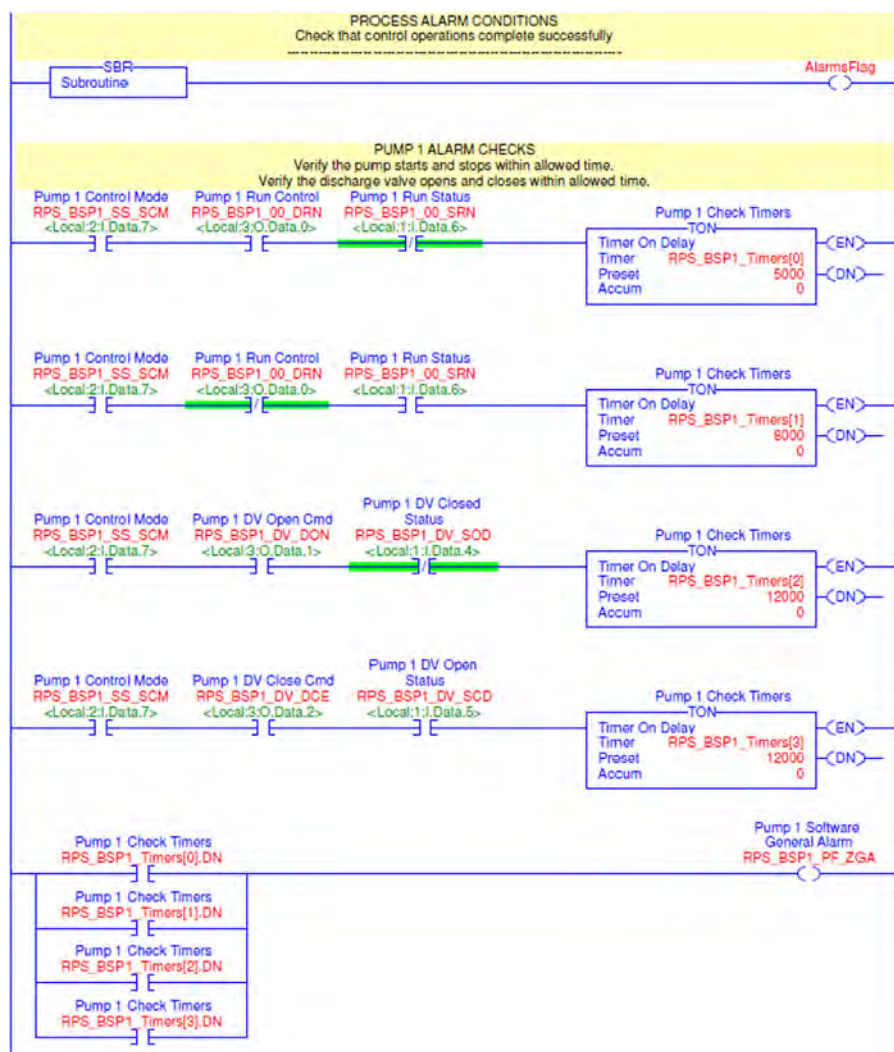 PROCESS ALARM CONDITIONS
Check that control operations complete successfully
SBR
Subroutine
AlarmsFlag
PUMP 1 ALARM CHECKS
Verify the pump starts and stops within allowed time.
Verify the discharge valve opens and closes within allowed time.
Pump 1 Control Mode
RPS_BSP1_SS_SCM
<Local:2:I.Data.7>
Pump 1 Run Control
RPS_BSP1_00_DRN
<Local:3:O.Data.0>
Pump 1 Run Status
RPS_BSP1_00_SRN
<Local:1:I.Data.6>
Pump 1 Check Timers
TON
Timer On Delay
Timer RPS_BSP1_Timers[0]
Preset 5000
Accum 0
EN
DN
Pump 1 Control Mode
RPS_BSP1_SS_SCM
<Local:2:I.Data.7>
Pump 1 Run Control
RPS_BSP1_00_DRN
<Local:3:O.Data.0>
Pump 1 Run Status
RPS_BSP1_00_SRN
<Local:1:I.Data.6>
Pump 1 Check Timers
TON
Timer On Delay
Timer RPS_BSP1_Timers[1]
Preset 8000
Accum 0
EN
DN
Pump 1 Control Mode
RPS_BSP1_SS_SCM
<Local:2:I.Data.7>
Pump 1 DV Open Cmd
RPS_BSP1_DV_DON
<Local:3:O.Data.1>
Pump 1 DV Closed
Status
RPS_BSP1_DV_SOD
<Local:1:I.Data.4>
Pump 1 Check Timers
TON
Timer On Delay
Timer RPS_BSP1_Timers[2]
Preset 12000
Accum 0
EN
DN
Pump 1 Control Mode
RPS_BSP1_SS_SCM
<Local:2:I.Data.7>
Pump 1 DV Close Cmd
RPS_BSP1_DV_DCE
<Local:3:O.Data.2>
Pump 1 DV Open
Status
RPS_BSP1_DV_SCD
<Local:1:I.Data.5>
Pump 1 Check Timers
TON
Timer On Delay
Timer RPS_BSP1_Timers[3]
Preset 12000
Accum 0
EN
DN
Pump 1 Check Timers
RPS_BSP1_Timers[0].DN
Pump 1 Software
General Alarm
RPS_BSP1_PF_ZGA
Pump 1 Check Timers
RPS_BSP1_Timers[1].DN
Pump 1 Check Timers
RPS_BSP1_Timers[2].DN
Pump 1 Check Timers
RPS_BSP1_Timers[3].DN